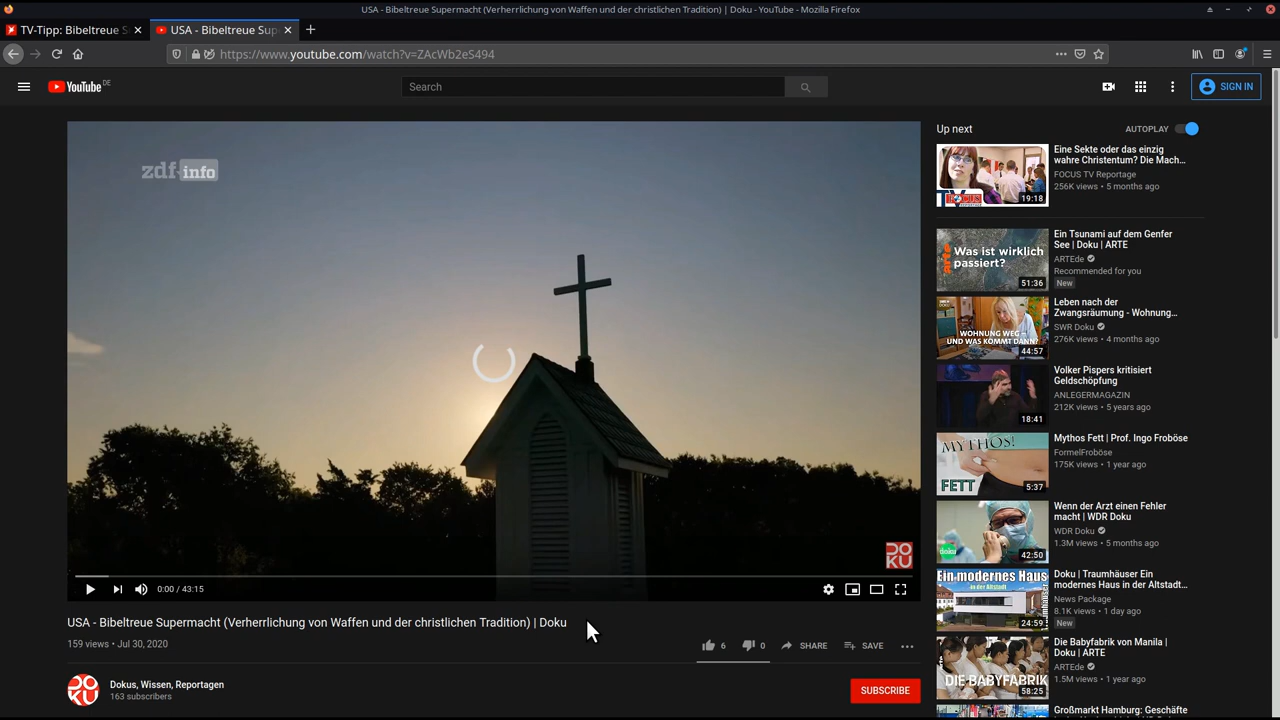 USA - Bibeltreue Supermacht (Verherrlichung von Waffen und der christlichen Tradition) | Doku - YouTube - Mozilla Firefox
TV-Tipp: Bibeltreue S
USA - Bibeltreue Sup
https://www.youtube.com/watch?v=ZAcWb2eS494
YouTube DE
Search
SIGN IN
zdf info
DO
KU
0:00 / 43:15
USA - Bibeltreue Supermacht (Verherrlichung von Waffen und der christlichen Tradition) | Doku
159 views • Jul 30, 2020
6
0
SHARE
SAVE
DO
KU
Dokus, Wissen, Reportagen
163 subscribers
SUBSCRIBE
Up next
AUTOPLAY
TV FOCUS
19:18
Eine Sekte oder das einzig
wahre Christentum? Die Mach...
FOCUS TV Reportage
256K views • 5 months ago
arte
Was ist wirklich
passiert?
51:36
Ein Tsunami auf dem Genfer
See | Doku | ARTE
ARTEde
Recommended for you
New
WOHNUNG WEG –
UND WAS KOMMT DANN?
44:57
Leben nach der
Zwangsräumung - Wohnung...
SWR Doku
276K views • 4 months ago
18:41
Volker Pispers kritisiert
Geldschöpfung
ANLEGERMAGAZIN
212K views • 5 years ago
MYTHOS!
FETT
5:37
Mythos Fett | Prof. Ingo Froböse
FormelFroböse
175K views • 1 year ago
doku
42:50
Wenn der Arzt einen Fehler
macht | WDR Doku
WDR Doku
1.3M views • 5 months ago
Ein modernes Haus
in der Altstadt
24:59
Doku | Traumhäuser Ein
modernes Haus in der Altstadt...
News Package
8.1K views • 1 day ago
New
DIE BABYFABRIK
58:25
Die Babyfabrik von Manila |
Doku | ARTE
ARTEde
1.5M views • 1 year ago
Großmarkt Hamburg: Geschäfte